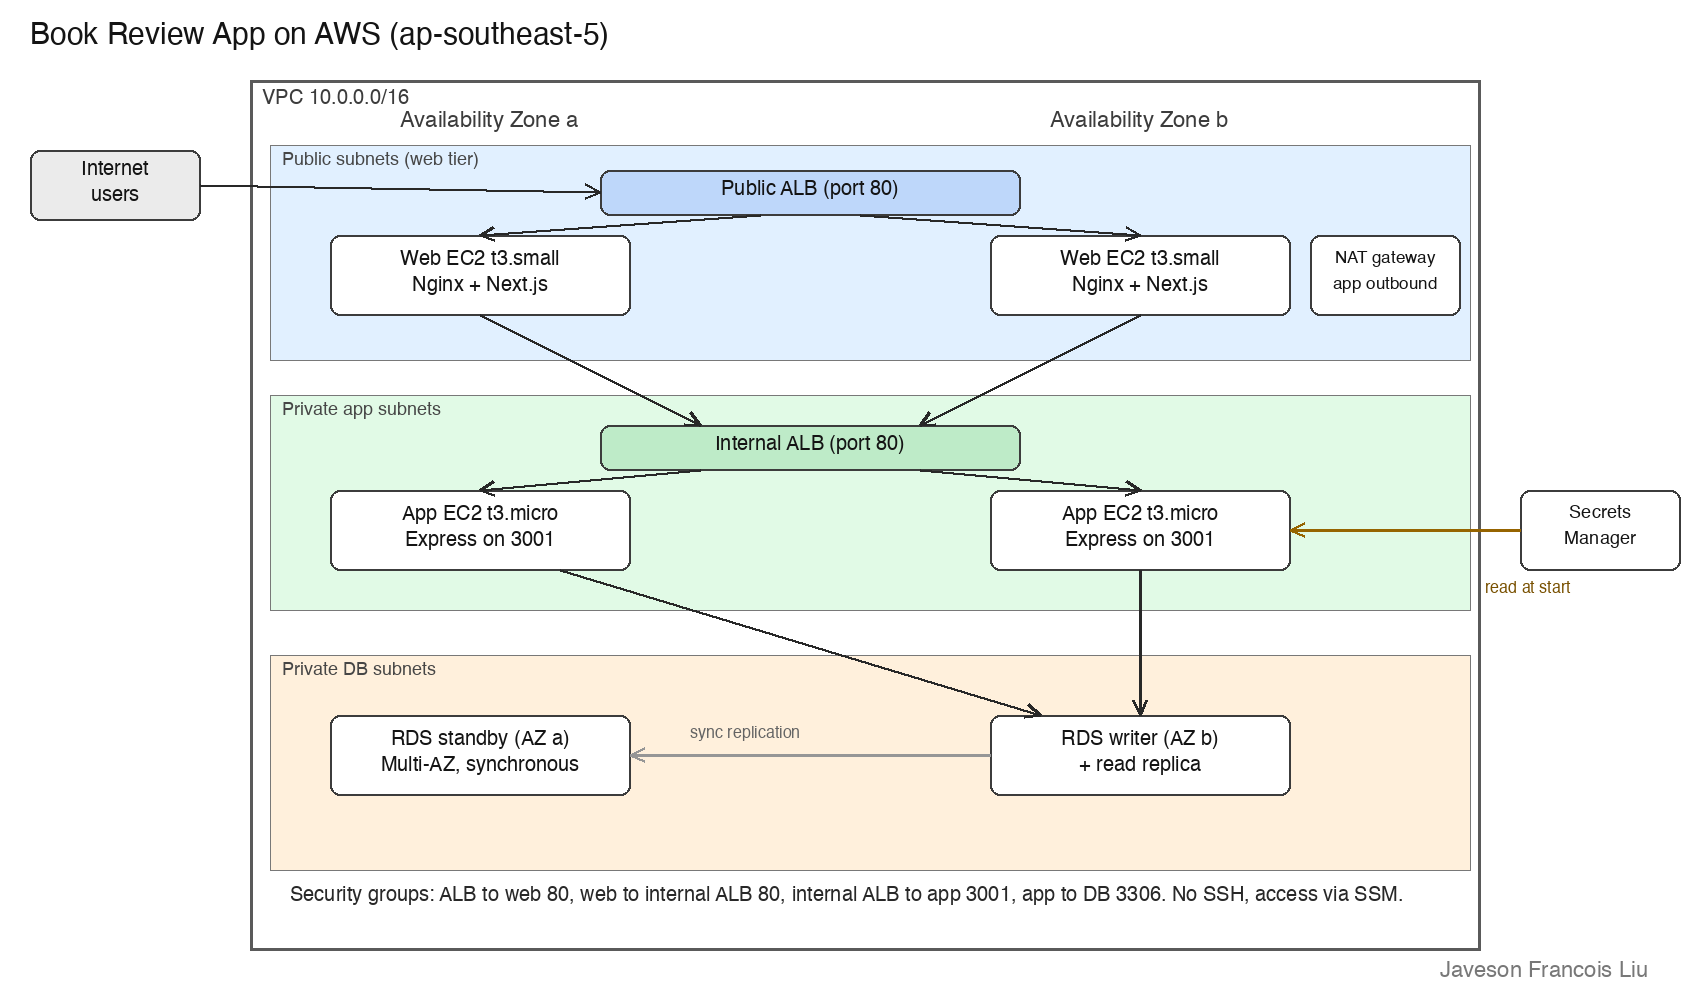 Book Review App on AWS (ap-southeast-5)
VPC 10.0.0.0/16
Availability Zone a
Availability Zone b
Internet
users
Public subnets (web tier)
Public ALB (port 80)
Web EC2 t3.small
Nginx + Next.js
Web EC2 t3.small
Nginx + Next.js
NAT gateway
app outbound
Private app subnets
Internal ALB (port 80)
App EC2 t3.micro
Express on 3001
App EC2 t3.micro
Express on 3001
Secrets
Manager
read at start
Private DB subnets
RDS standby (AZ a)
Multi-AZ, synchronous
sync replication
RDS writer (AZ b)
+ read replica
Security groups: ALB to web 80, web to internal ALB 80, internal ALB to app 3001, app to DB 3306. No SSH, access via SSM.
Javeson Francois Liu